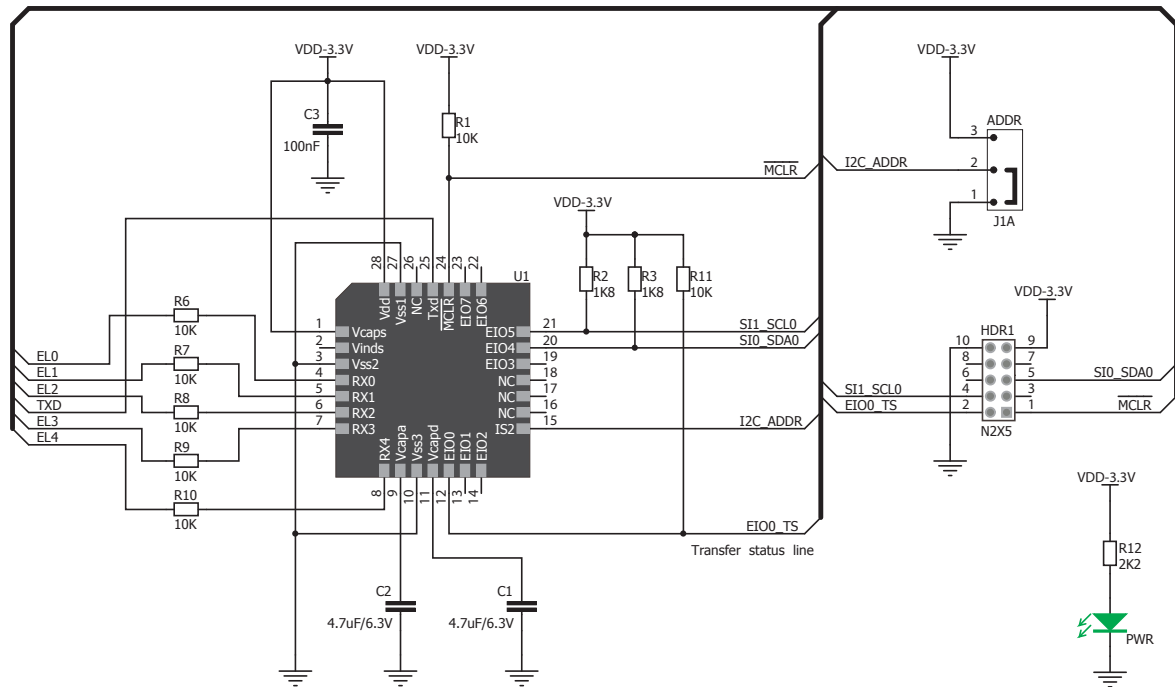 VDD-3.3V
VDD-3.3V
VDD-3.3V
C3
100nF
R1
10K
ADDR
3
2
1
J1A
MCLR
I2C_ADDR
VDD-3.3V
R2
1K8
R3
1K8
R11
10K
28
27
26
25
24
23
22
U1
Vdd
Vss1
NC
Txd
MCLR
EIO7
EIO6
R6
10K
R7
10K
R8
10K
R9
10K
R10
10K
EL0
EL1
EL2
TXD
EL3
EL4
1
2
3
4
5
6
7
Vcaps
Vinds
Vss2
RX0
RX1
RX2
RX3
EIO5
EIO4
EIO3
NC
NC
NC
IS2
21
20
19
18
17
16
15
RX4
Vcapa
Vss3
Vcapd
EIO0
EIO1
EIO2
8
9
10
11
12
13
14
SI1_SCL0
SI0_SDA0
I2C_ADDR
EIO0_TS
Transfer status line
VDD-3.3V
HDR1
10
8
6
4
2
9
7
5
3
1
N2X5
SI1_SCL0
EIO0_TS
SI0_SDA0
MCLR
C2
4.7uF/6.3V
C1
4.7uF/6.3V
VDD-3.3V
R12
2K2
PWR